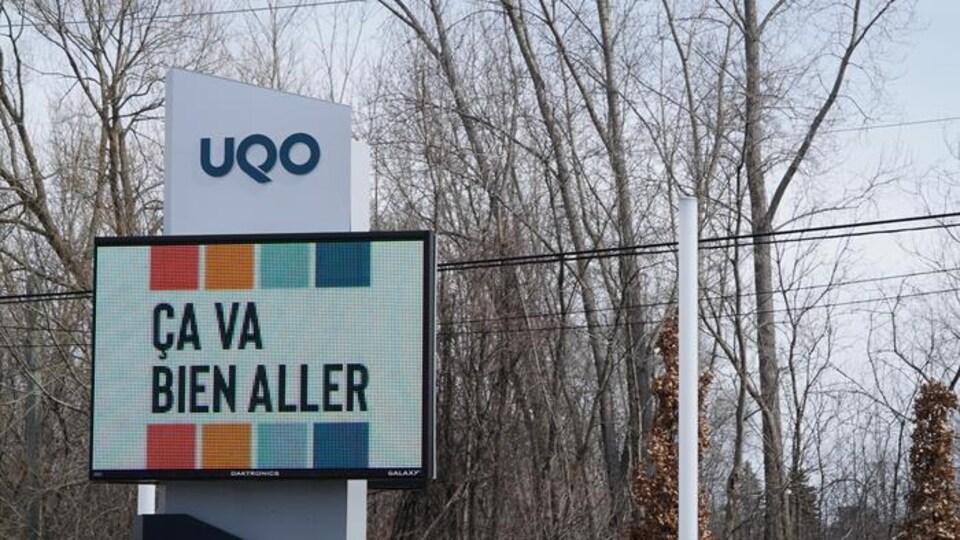 UQO
ÇA VA
BIEN ALLER
DAKTRONICS
GALAXY